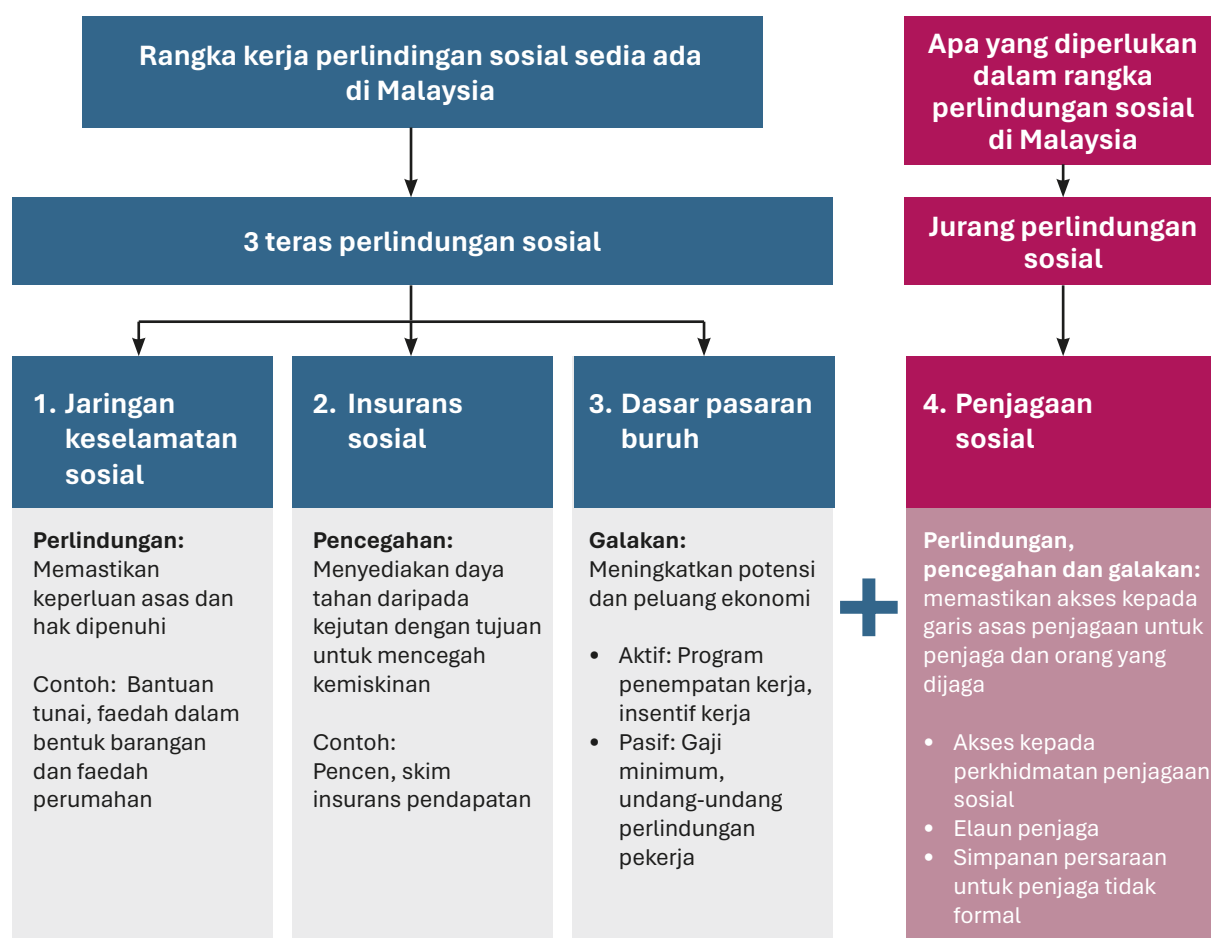 Rangka kerja perlindingan sosial sedia ada
di Malaysia
Apa yang diperlukan
dalam rangka
perlindungan sosial
di Malaysia
3 teras perlindungan sosial
Jurang perlindungan
sosial
1. Jaringan
keselamatan
sosial
Perlindungan:
Memastikan
keperluan asas dan
hak dipenuhi
Contoh: Bantuan
tunai, faedah dalam
bentuk barangan
dan faedah
perumahan
2. Insurans
sosial
Pencegahan:
Menyediakan daya
tahan daripada
kejutan dengan tujuan
untuk mencegah
kemiskinan
Contoh:
Pencen, skim
insurans pendapatan
3. Dasar pasaran
buruh
Galakan:
Meningkatkan potensi
dan peluang ekonomi
• Aktif: Program
penempatan kerja,
insentif kerja
• Pasif: Gaji
minimum,
undang-undang
perlindungan
pekerja
+
4. Penjagaan
sosial
Perlindungan,
pencegahan dan galakan:
memastikan akses kepada
garis asas penjagaan untuk
penjaga dan orang yang
dijaga
• Akses kepada
perkhidmatan penjagaan
sosial
• Elaun penjaga
• Simpanan persaraan
untuk penjaga tidak
formal